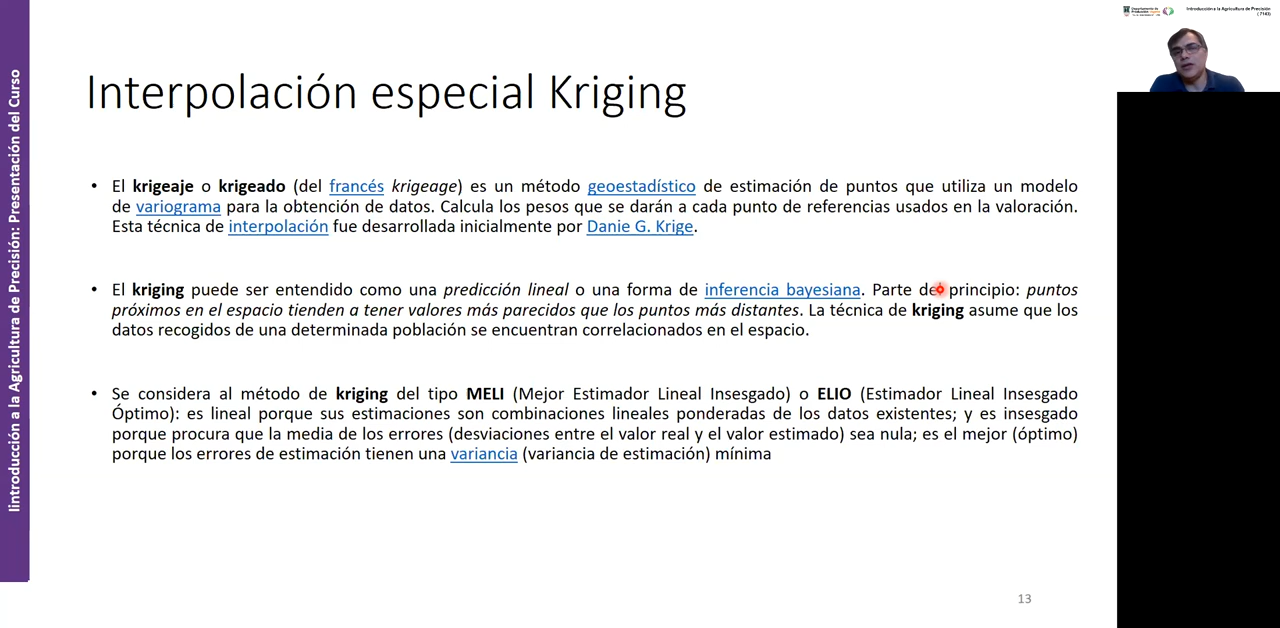 Introducción a la Agricultura de Precisión
(7143)
Iintroducción a la Agricultura de Precisión: Presentación del Curso
Interpolación especial Kriging
• El krigeaje o krigeado (del francés krigeage) es un método geoestadístico de estimación de puntos que utiliza un modelo
de variograma para la obtención de datos. Calcula los pesos que se darán a cada punto de referencias usados en la valoración.
Esta técnica de interpolación fue desarrollada inicialmente por Danie G. Krige.
• El kriging puede ser entendido como una predicción lineal o una forma de inferencia bayesiana. Parte del principio: puntos
próximos en el espacio tienden a tener valores más parecidos que los puntos más distantes. La técnica de kriging asume que los
datos recogidos de una determinada población se encuentran correlacionados en el espacio.
• Se considera al método de kriging del tipo MELI (Mejor Estimador Lineal Insesgado) o ELIO (Estimador Lineal Insesgado
Óptimo): es lineal porque sus estimaciones son combinaciones lineales ponderadas de los datos existentes; y es insesgado
porque procura que la media de los errores (desviaciones entre el valor real y el valor estimado) sea nula; es el mejor (óptimo)
porque los errores de estimación tienen una variancia (variancia de estimación) mínima
13